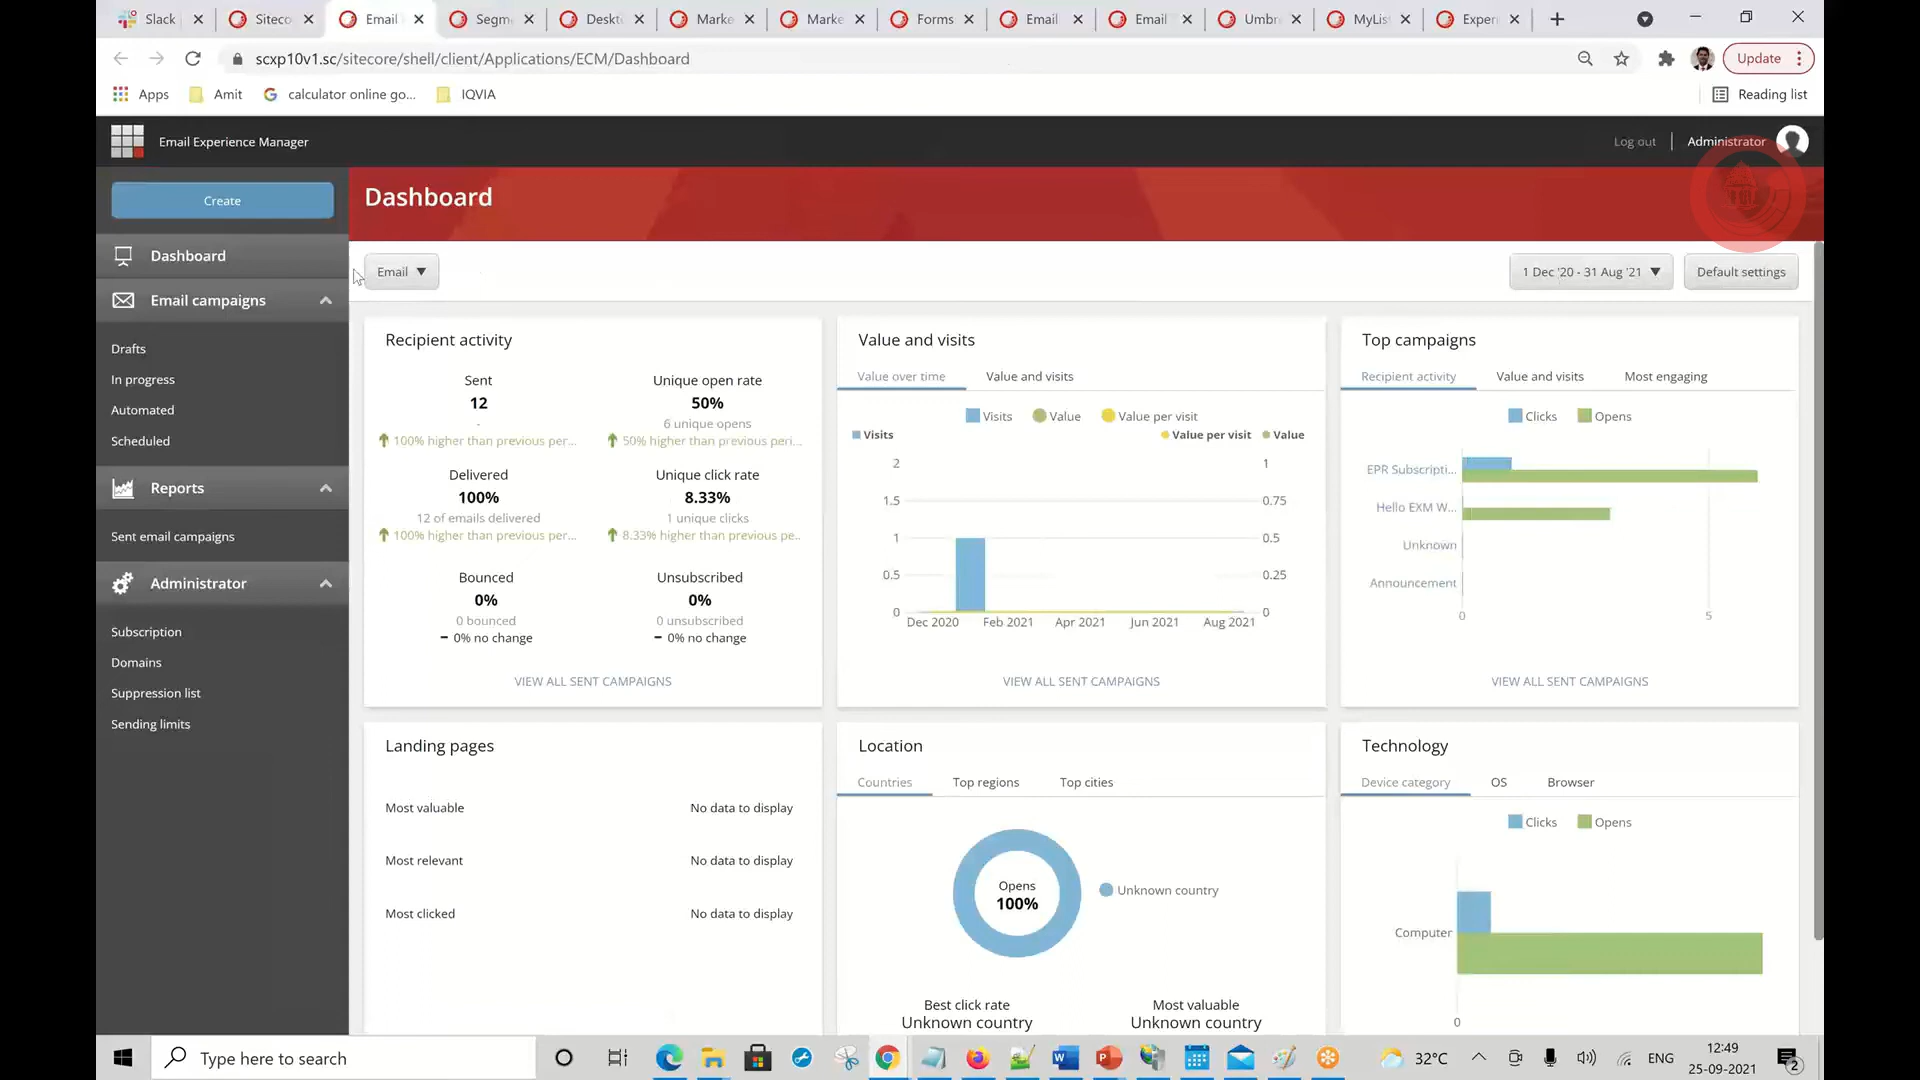 Slack
Siteco
Email
Segm
Deskt
Marke
Marke
Forms
Email
Email
Umbr
MyLis
Experi
scxp10v1.sc/sitecore/shell/client/Applications/ECM/Dashboard
Update
Apps
Amit
calculator online go...
IQVIA
Reading list
Email Experience Manager
Log out
Administrator
Create
Dashboard
Dashboard
Email campaigns
Drafts
In progress
Automated
Scheduled
Reports
Sent email campaigns
Administrator
Subscription
Domains
Suppression list
Sending limits
Email
1 Dec '20 - 31 Aug '21
Default settings
Recipient activity
Sent
12
-
100% higher than previous per...
Unique open rate
50%
6 unique opens
50% higher than previous peri...
Delivered
100%
12 of emails delivered
100% higher than previous per...
Unique click rate
8.33%
1 unique clicks
8.33% higher than previous pe..
Bounced
0%
0 bounced
0% no change
Unsubscribed
0%
0 unsubscribed
0% no change
VIEW ALL SENT CAMPAIGNS
Value and visits
Value over time
Value and visits
Visits
Value
Value per visit
Visits
Value per visit
Value
2
1.5
1
0.5
0
1
0.75
0.5
0.25
0
Dec 2020
Feb 2021
Apr 2021
Jun 2021
Aug 2021
VIEW ALL SENT CAMPAIGNS
Top campaigns
Recipient activity
Value and visits
Most engaging
Clicks
Opens
EPR Subscripti...
Hello EXM W...
Unknown
Announcement
0
5
VIEW ALL SENT CAMPAIGNS
Landing pages
Most valuable
No data to display
Most relevant
No data to display
Most clicked
No data to display
Location
Countries
Top regions
Top cities
Opens
100%
Unknown country
Best click rate
Unknown country
Most valuable
Unknown country
Technology
Device category
OS
Browser
Clicks
Opens
Computer
0
Type here to search
32°C
ENG
12:49
25-09-2021
2